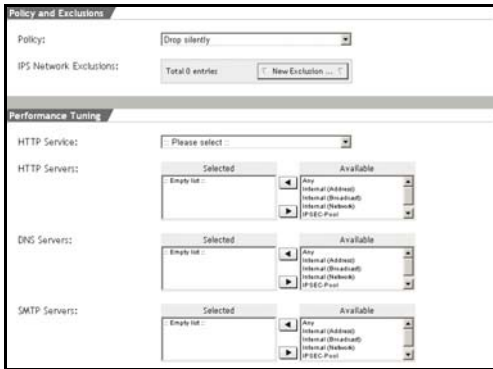 Policy and Exclusions
Policy:
Drop silently
IPS Network Exclusions:
Total 0 entries
New Exclusion ...
Performance Tuning
HTTP Service:
:: Please select ::
HTTP Servers:
Selected
Available
:: Empty list ::
Any
Internal (Address)
Internal (Broadcast)
Internal (Network)
IPSEC-Pool
DNS Servers:
Selected
Available
:: Empty list ::
Any
Internal (Address)
Internal (Broadcast)
Internal (Network)
IPSEC-Pool
SMTP Servers:
Selected
Available
:: Empty list ::
Any
Internal (Address)
Internal (Broadcast)
Internal (Network)
IPSEC-Pool